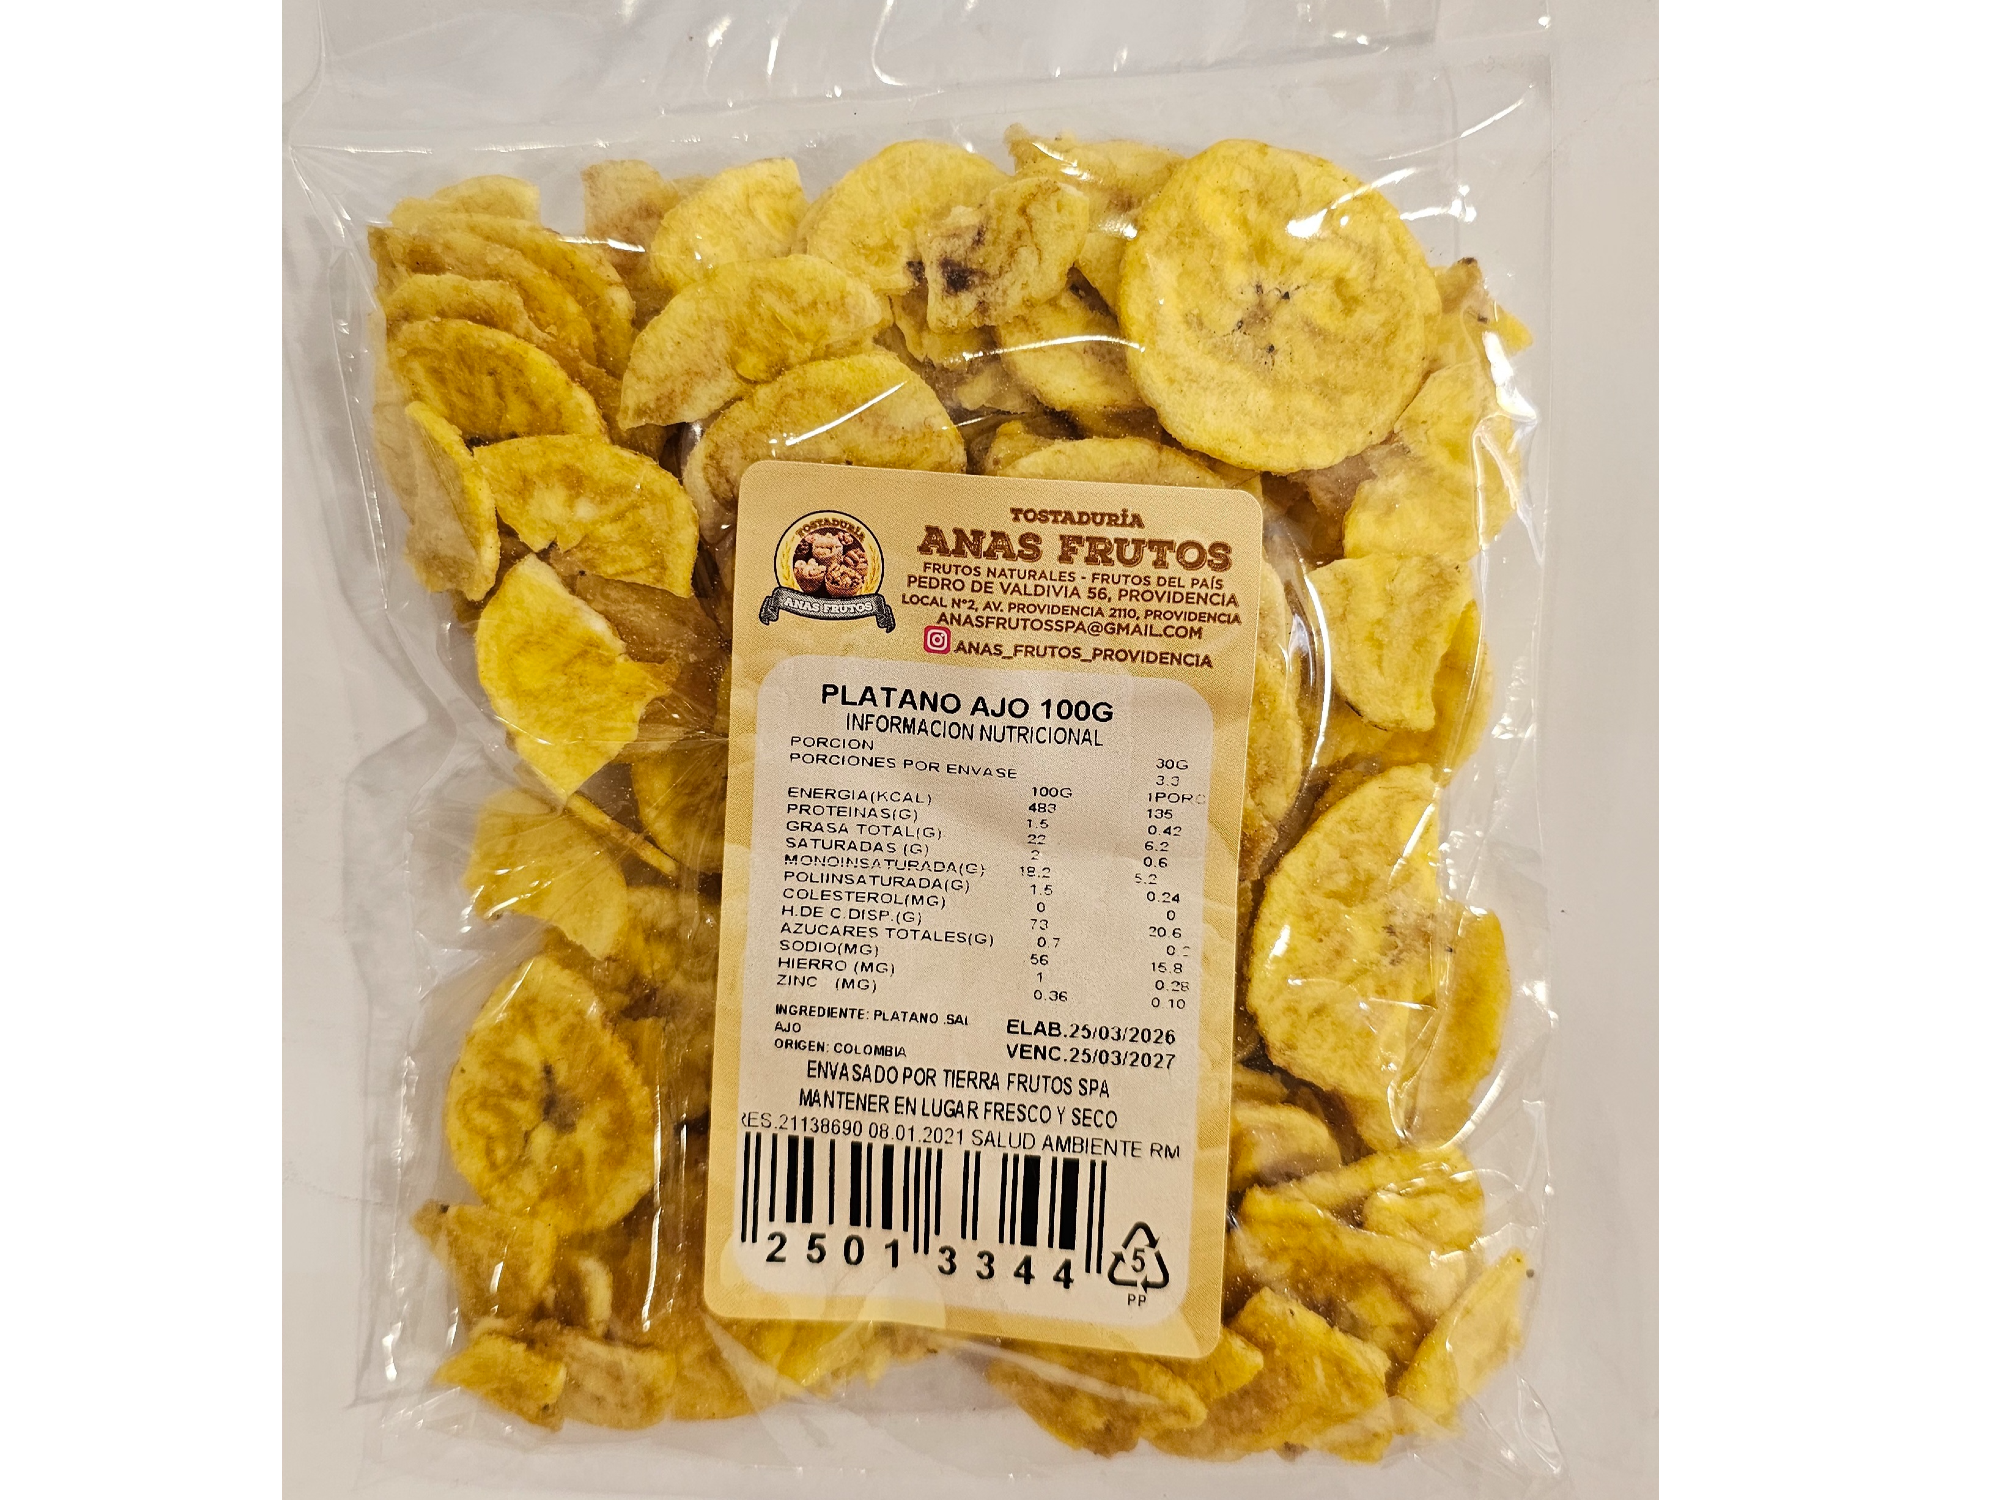 TOSTADURÍA
ANAS FRUTOS
TOSTADURÍA
ANAS FRUTOS
FRUTOS NATURALES - FRUTOS DEL PAÍS
PEDRO DE VALDIVIA 56, PROVIDENCIA
LOCAL N°2, AV. PROVIDENCIA 2110, PROVIDENCIA
ANASFRUTOSSPA@GMAIL.COM
ANAS_FRUTOS_PROVIDENCIA
PLATANO AJO 100G
INFORMACION NUTRICIONAL
PORCION 30G
PORCIONES POR ENVASE 3.3
100G 1PORC
ENERGIA(KCAL) 483 135
PROTEINAS(G) 1.5 0.42
GRASA TOTAL(G) 22 6.2
SATURADAS (G) 2 0.6
MONOINSATURADA(G) 18.2 5.2
POLIINSATURADA(G) 1.5 0.24
COLESTEROL(MG) 0 0
H.DE C.DISP.(G) 73 20.6
AZUCARES TOTALES(G) 0.7
SODIO(MG) 56 15.8
HIERRO (MG) 1 0.28
ZINC (MG) 0.36 0.10
INGREDIENTE: PLATANO .SAL
AJO
ORIGEN: COLOMBIA
ELAB.25/03/2026
VENC.25/03/2027
ENVASADO POR TIERRA FRUTOS SPA
MANTENER EN LUGAR FRESCO Y SECO
RES.21138690 08.01.2021 SALUD AMBIENTE RM
2501 3344
5
PP